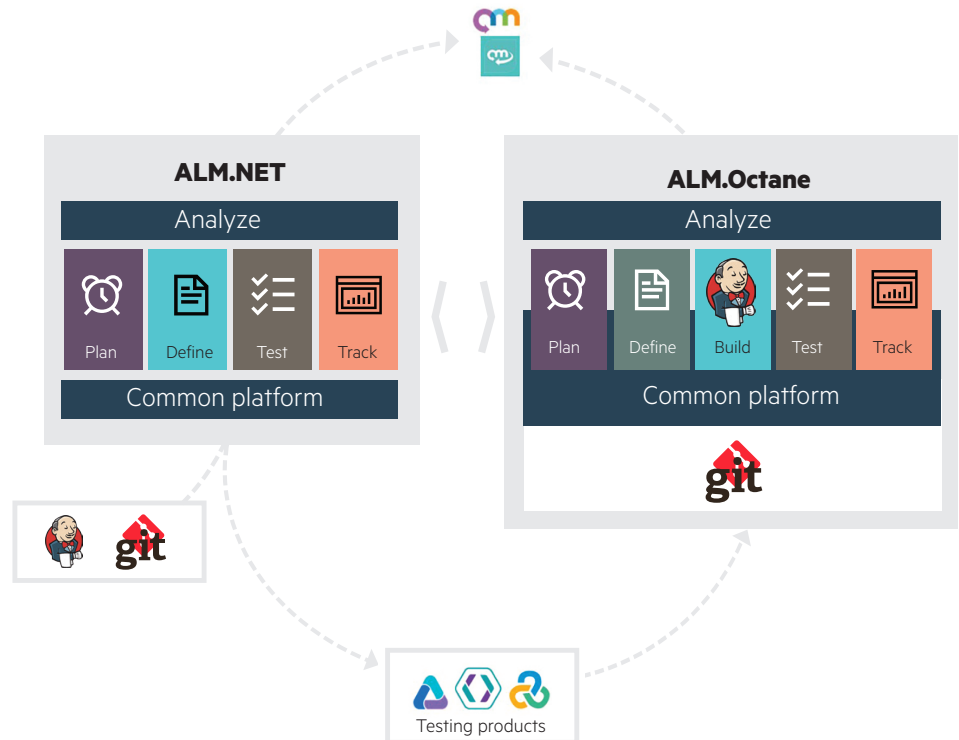 ALM.NET
Analyze
Plan
Define
Test
Track
Common platform
ALM.Octane
Analyze
Plan
Define
Build
Test
Track
Common platform
git
git
Testing products